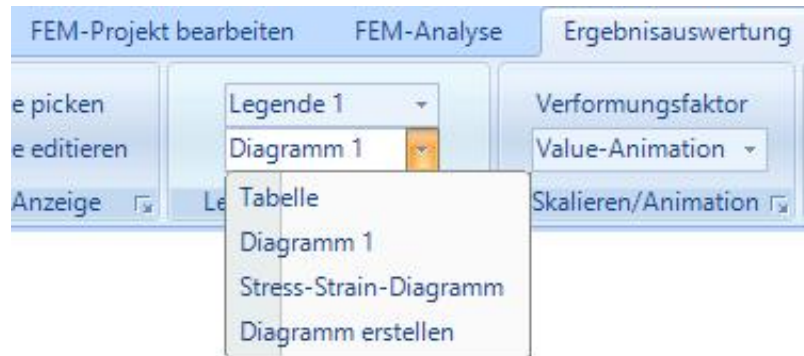 FEM-Projekt bearbeiten FEM-Analyse Ergebnisauswertung
e picken Legende 1 Verformungsfaktor
e editieren Diagramm 1 Value-Animation
Anzeige Le Skalieren/Animation
Tabelle
Diagramm 1
Stress-Strain-Diagramm
Diagramm erstellen